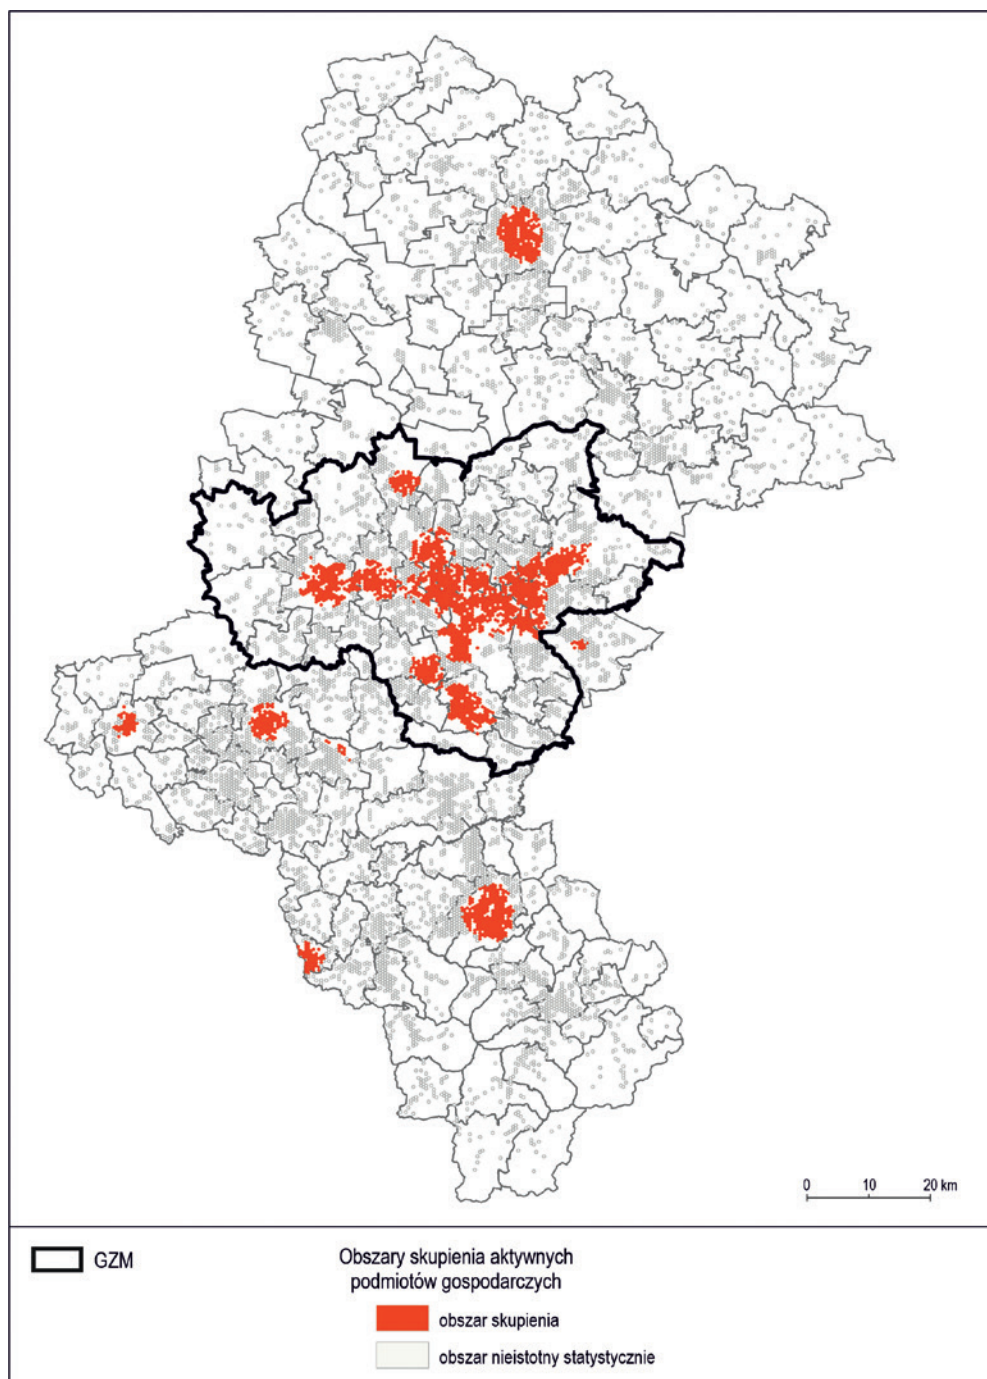 0 10 20 km
GZM
Obszary skupienia aktywnych
podmiotów gospodarczych
obszar skupienia
obszar nieistotny statystycznie